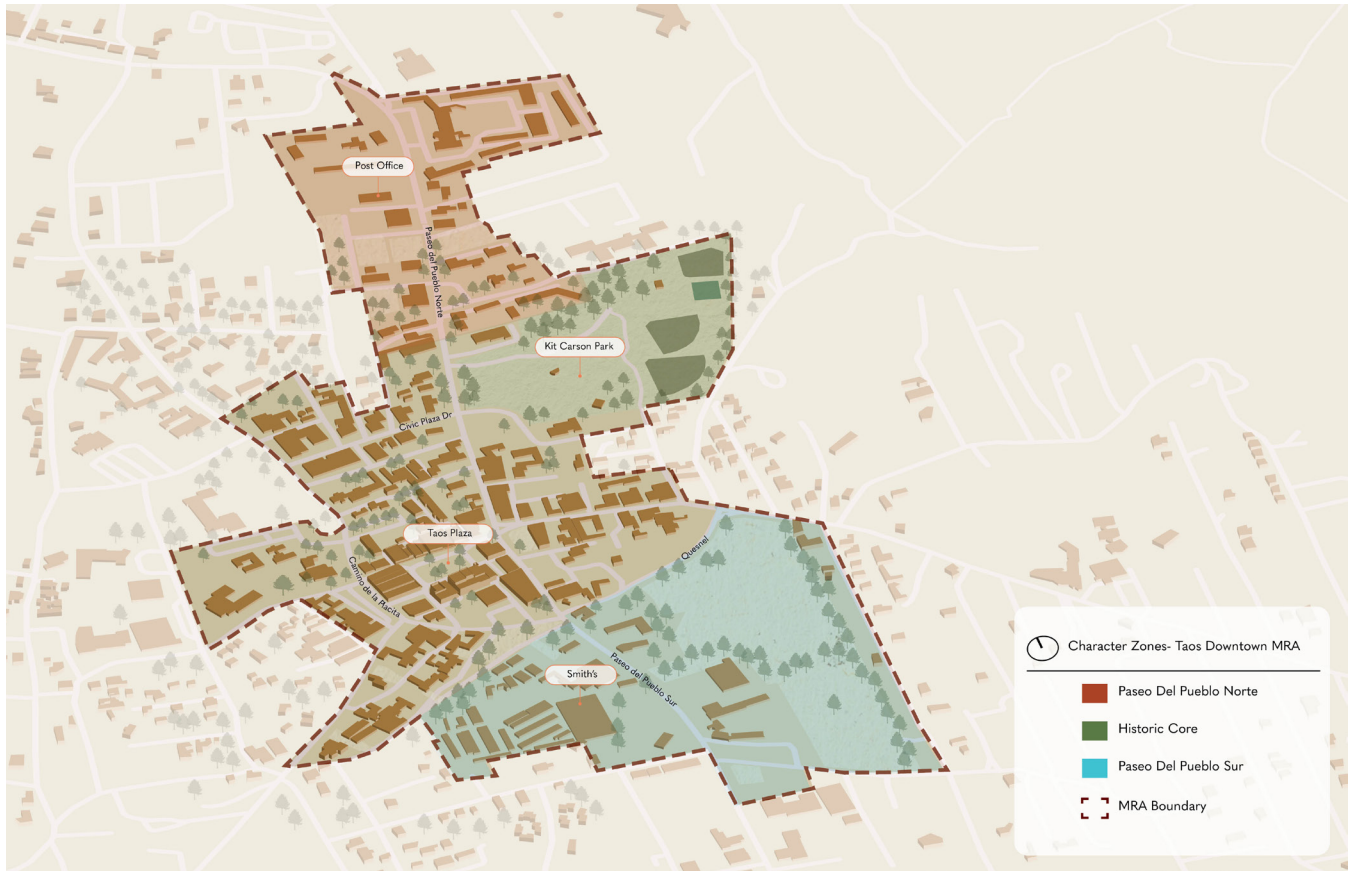 Post Office
Paseo del Pueblo Norte
Kit Carson Park
Civic Plaza Dr
Taos Plaza
Quesnel
Camino de la Placita
Paseo del Pueblo Sur
Smith's
Character Zones- Taos Downtown MRA
Paseo Del Pueblo Norte
Historic Core
Paseo Del Pueblo Sur
MRA Boundary